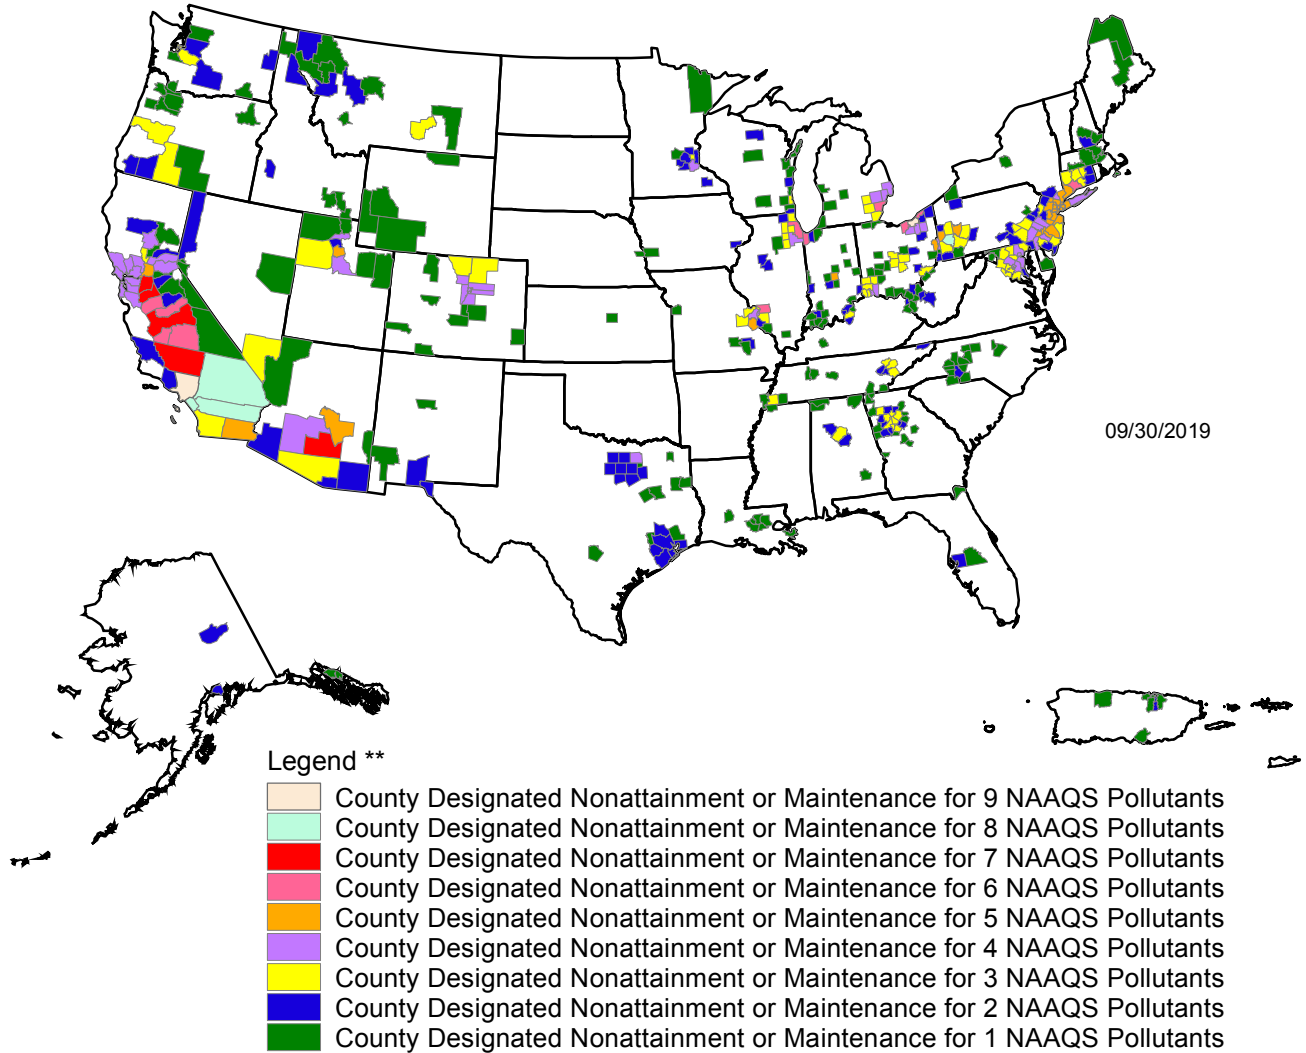 09/30/2019
Legend **
County Designated Nonattainment or Maintenance for 9 NAAQS Pollutants
County Designated Nonattainment or Maintenance for 8 NAAQS Pollutants
County Designated Nonattainment or Maintenance for 7 NAAQS Pollutants
County Designated Nonattainment or Maintenance for 6 NAAQS Pollutants
County Designated Nonattainment or Maintenance for 5 NAAQS Pollutants
County Designated Nonattainment or Maintenance for 4 NAAQS Pollutants
County Designated Nonattainment or Maintenance for 3 NAAQS Pollutants
County Designated Nonattainment or Maintenance for 2 NAAQS Pollutants
County Designated Nonattainment or Maintenance for 1 NAAQS Pollutants